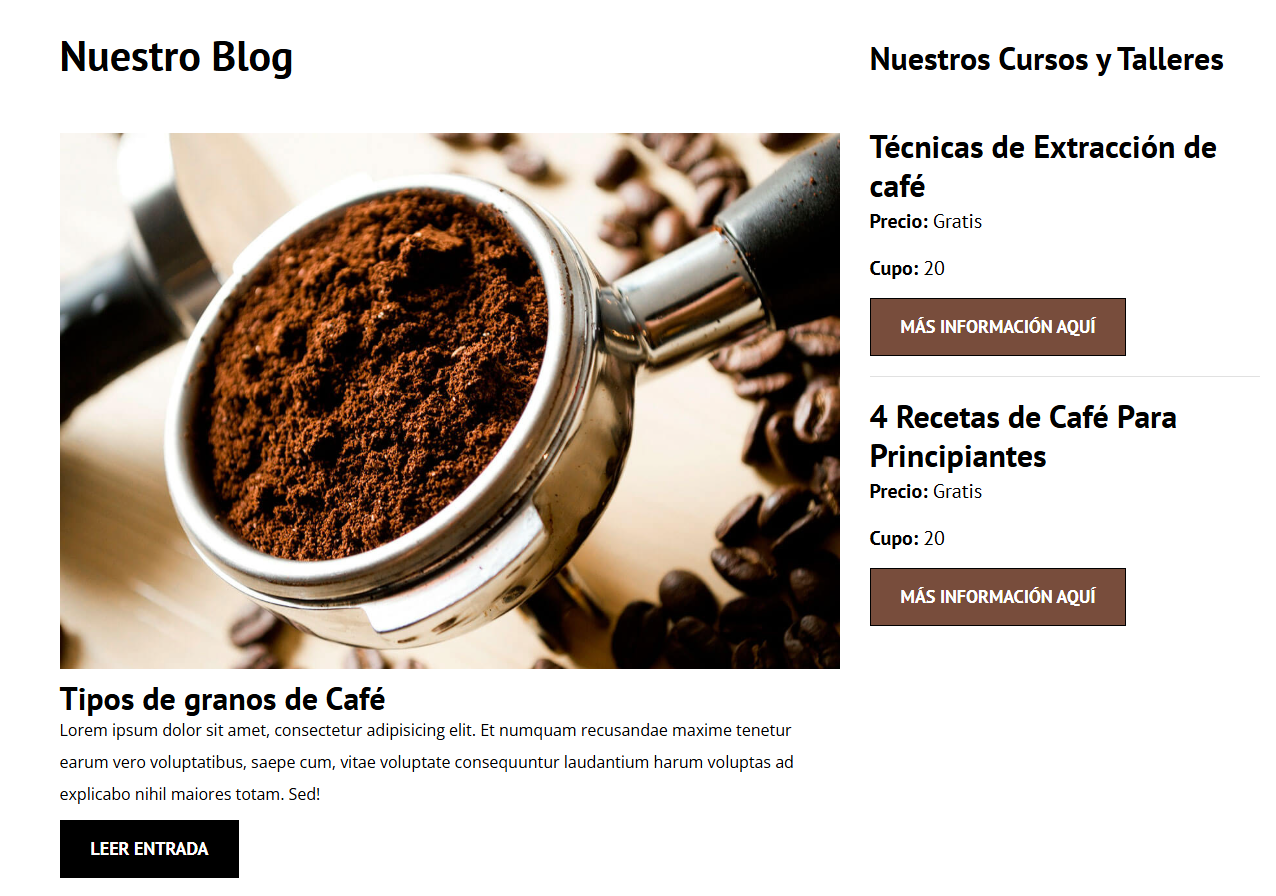 Nuestro Blog
Tipos de granos de Café
Lorem ipsum dolor sit amet, consectetur adipisicing elit. Et numquam recusandae maxime tenetur
earum vero voluptatibus, saepe cum, vitae voluptate consequuntur laudantium harum voluptas ad
explicabo nihil maiores totam. Sed!
LEER ENTRADA
Nuestros Cursos y Talleres
Técnicas de Extracción de
café
Precio: Gratis
Cupo: 20
MÁS INFORMACIÓN AQUÍ
4 Recetas de Café Para
Principiantes
Precio: Gratis
Cupo: 20
MÁS INFORMACIÓN AQUÍ